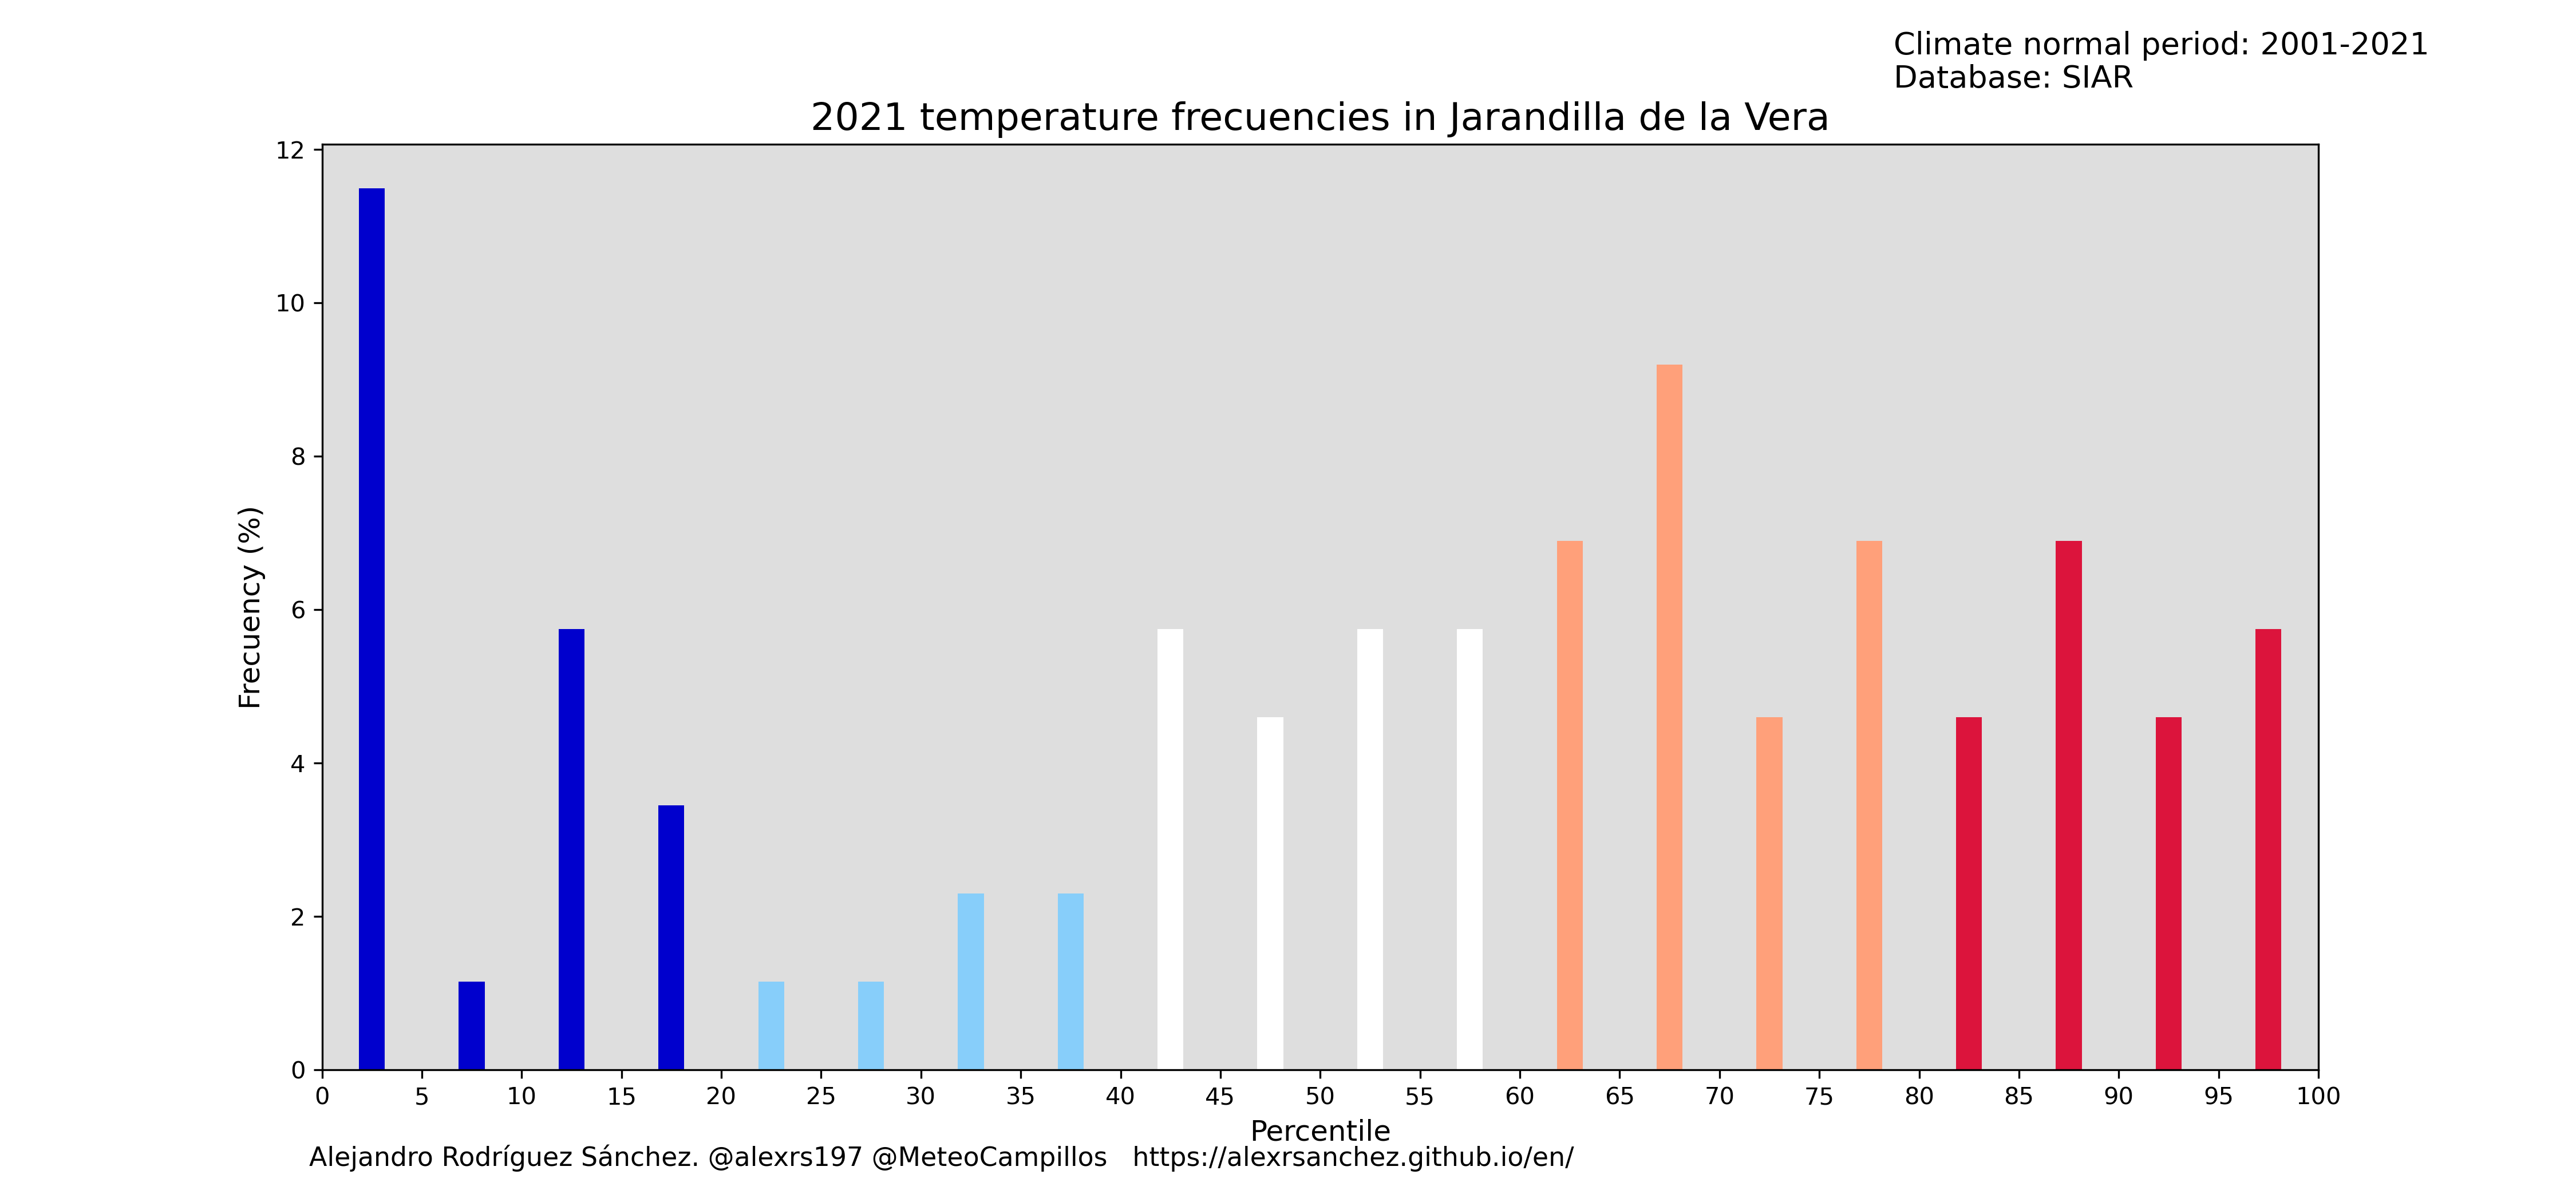 Climate normal period: 2001-2021
Database: SIAR
2021 temperature frecuencies in Jarandilla de la Vera
12
10
8
6
4
2
0
Frecuency (%)
0 5 10 15 20 25 30 35 40 45 50 55 60 65 70 75 80 85 90 95 100
Percentile
Alejandro Rodríguez Sánchez. @alexrs197 @MeteoCampillos https://alexrsanchez.github.io/en/